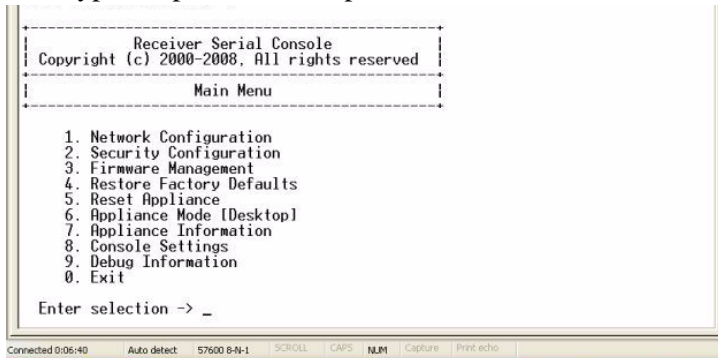 Receiver Serial Console
Copyright (c) 2000-2008, All rights reserved
Main Menu
1. Network Configuration
2. Security Configuration
3. Firmware Management
4. Restore Factory Defaults
5. Reset Appliance
6. Appliance Mode [Desktop]
7. Appliance Information
8. Console Settings
9. Debug Information
0. Exit
Enter selection -> _
Connected 0:06:40 Auto detect 57600 8-N-1 SCROLL CAPS NUM Capture Print echo